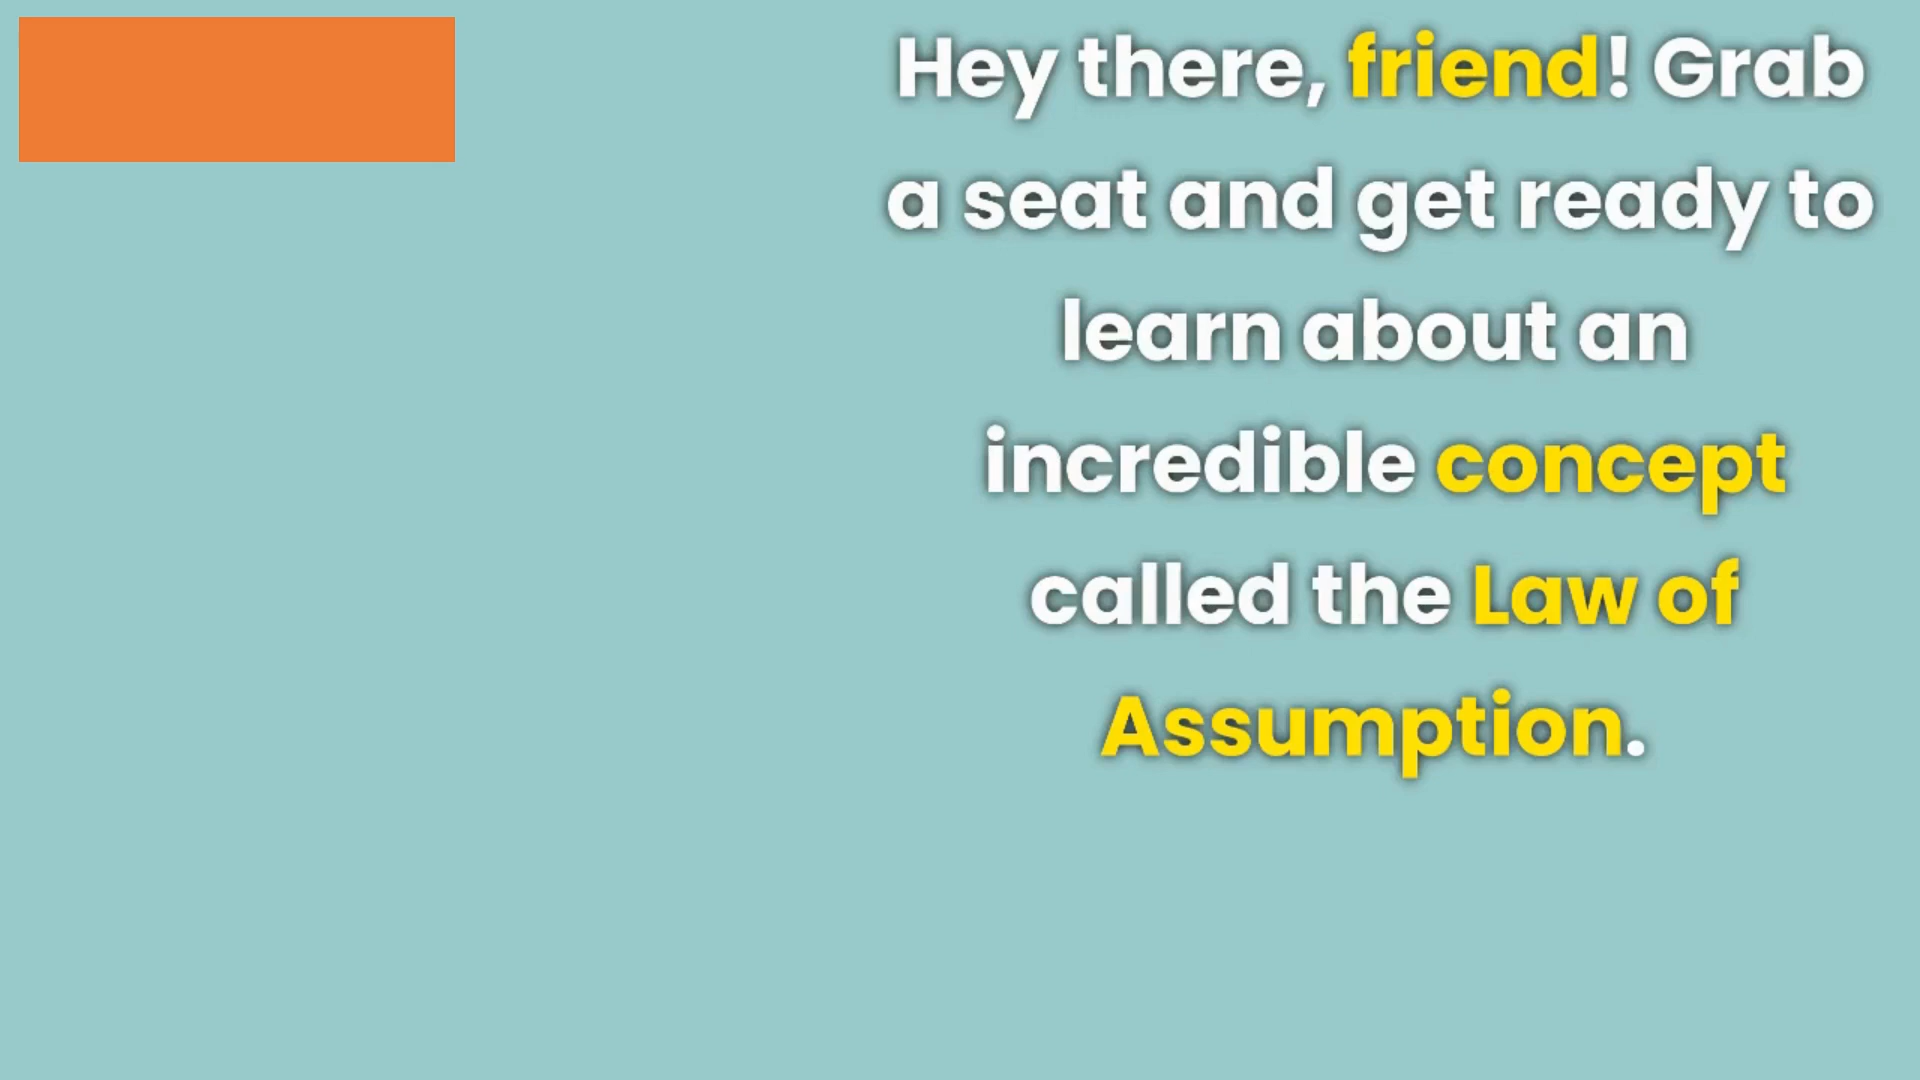 Hey there, friend! Grab
a seat and get ready to
learn about an
incredible concept
called the Law of
Assumption.